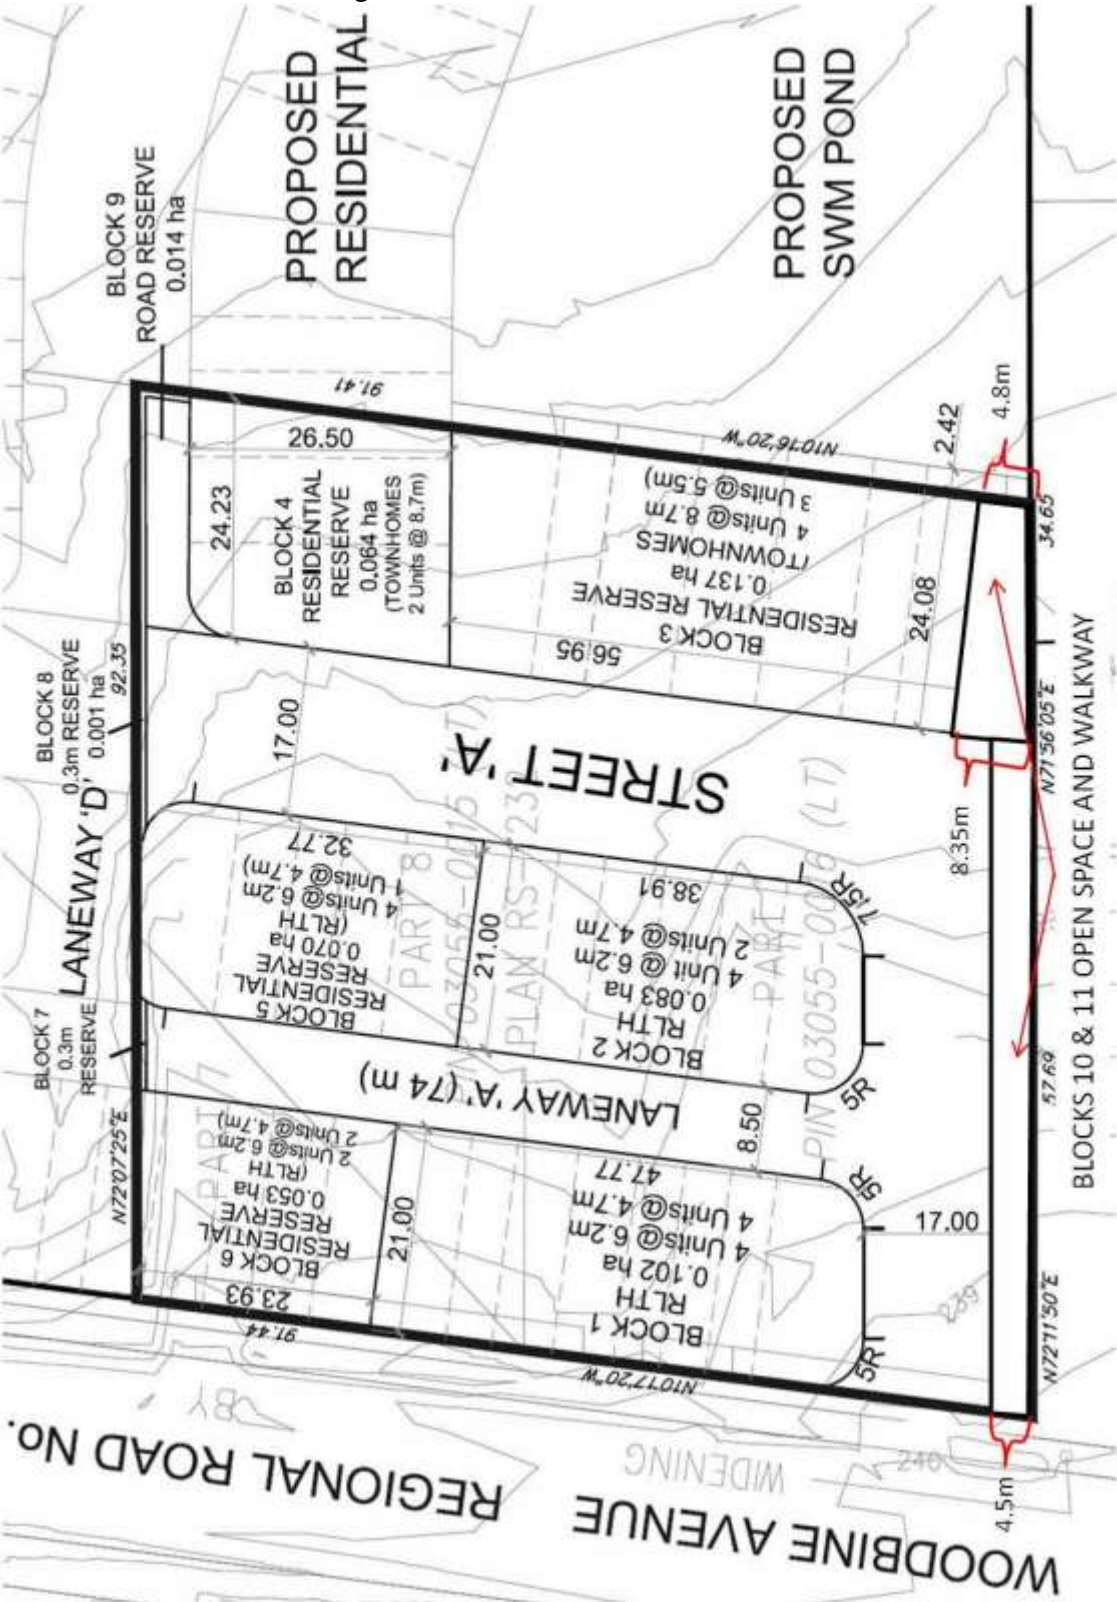 PROPOSED
RESIDENTIAL
PROPOSED
SWM POND
BLOCK 9
ROAD RESERVE
0.014 ha
91.41
26.50
24.23
BLOCK 4
RESIDENTIAL
RESERVE
0.064 ha
(TOWNHOMES
2 Units @ 8.7m)
N10°16'20"W
2.42
4.8m
BLOCK 3
RESIDENTIAL RESERVE
0.137 ha
/TOWNHOMES
4 Units@ 8.7m
3 Units@ 5.5m)
56.95
24.08
34.65
BLOCK 8
0.3m RESERVE
0.001 ha
92.35
LANEWAY 'D'
17.00
STREET 'A'
8.35m
N71°56'05"E
BLOCKS 10 & 11 OPEN SPACE AND WALKWAY
32.77
BLOCK 5
RESIDENTIAL
RESERVE
0.070 ha
(RLTH
4 Units@ 6.2m
1 Units@ 4.7m)
PART 8
21.00
38.91
BLOCK 2
RLTH
0.083 ha
4 Unit @ 6.2m
2 Units@ 4.7m
7.5R
PART
BLOCK 7
0.3m
RESERVE
LANEWAY 'A' (74 m)
5R
8.50
57.69
N72°07'25"E
BLOCK 6
RESIDENTIAL
RESERVE
0.053 ha
(RLTH
2 Units@ 6.2m
2 Units@ 4.7m)
PART
23.93
21.00
47.77
BLOCK 1
RLTH
0.102 ha
4 Units@ 6.2m
4 Units@ 4.7m
5R
17.00
5R
239
91.44
N10°17'20"W
N72°11'50"E
BY
WIDENING
240
4.5m
REGIONAL ROAD No.
WOODBINE AVENUE